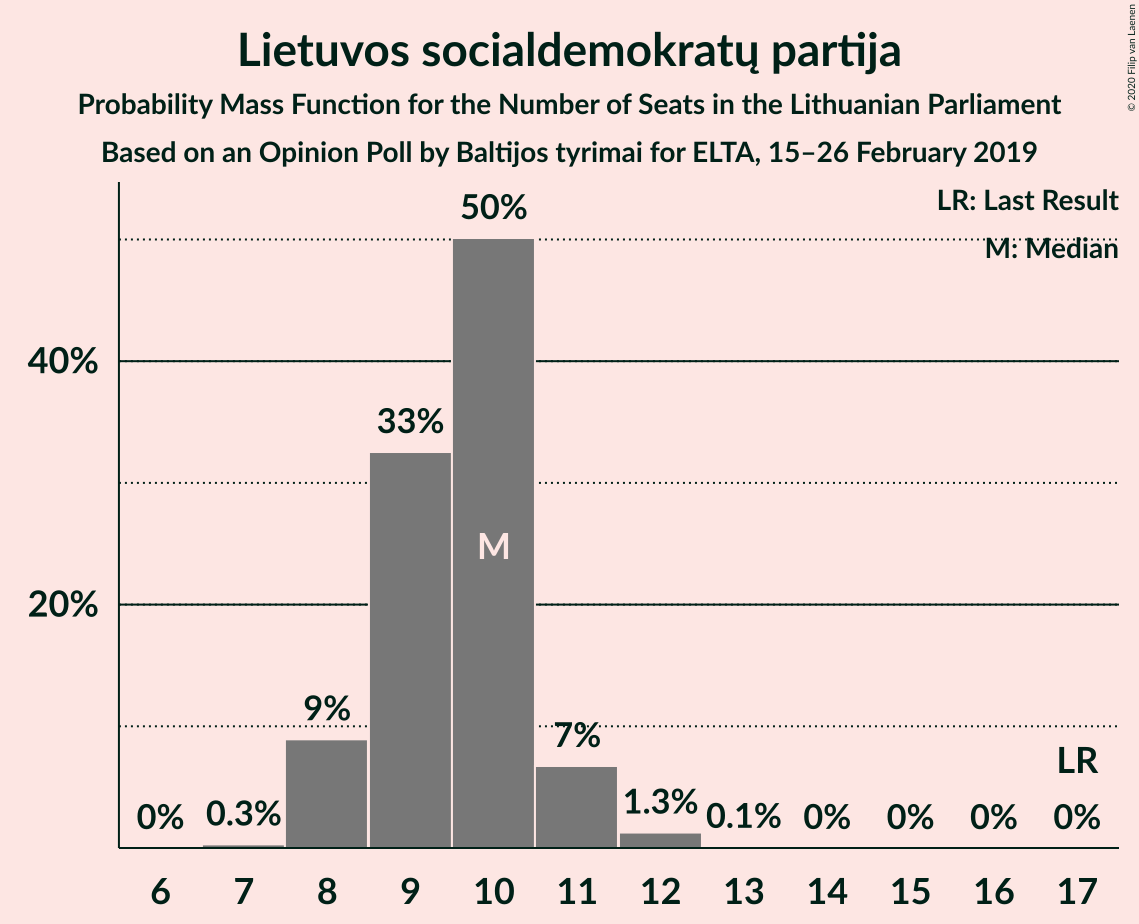 Lietuvos socialdemokratų partija
Probability Mass Function for the Number of Seats in the Lithuanian Parliament
Based on an Opinion Poll by Baltijos tyrimai for ELTA, 15–26 February 2019
© 2020 Filip van Laenen
LR: Last Result
M: Median
50%
40%
33%
M
20%
9%
7%
LR
0% 0.3% 1.3% 0.1% 0% 0% 0% 0%
6 7 8 9 10 11 12 13 14 15 16 17